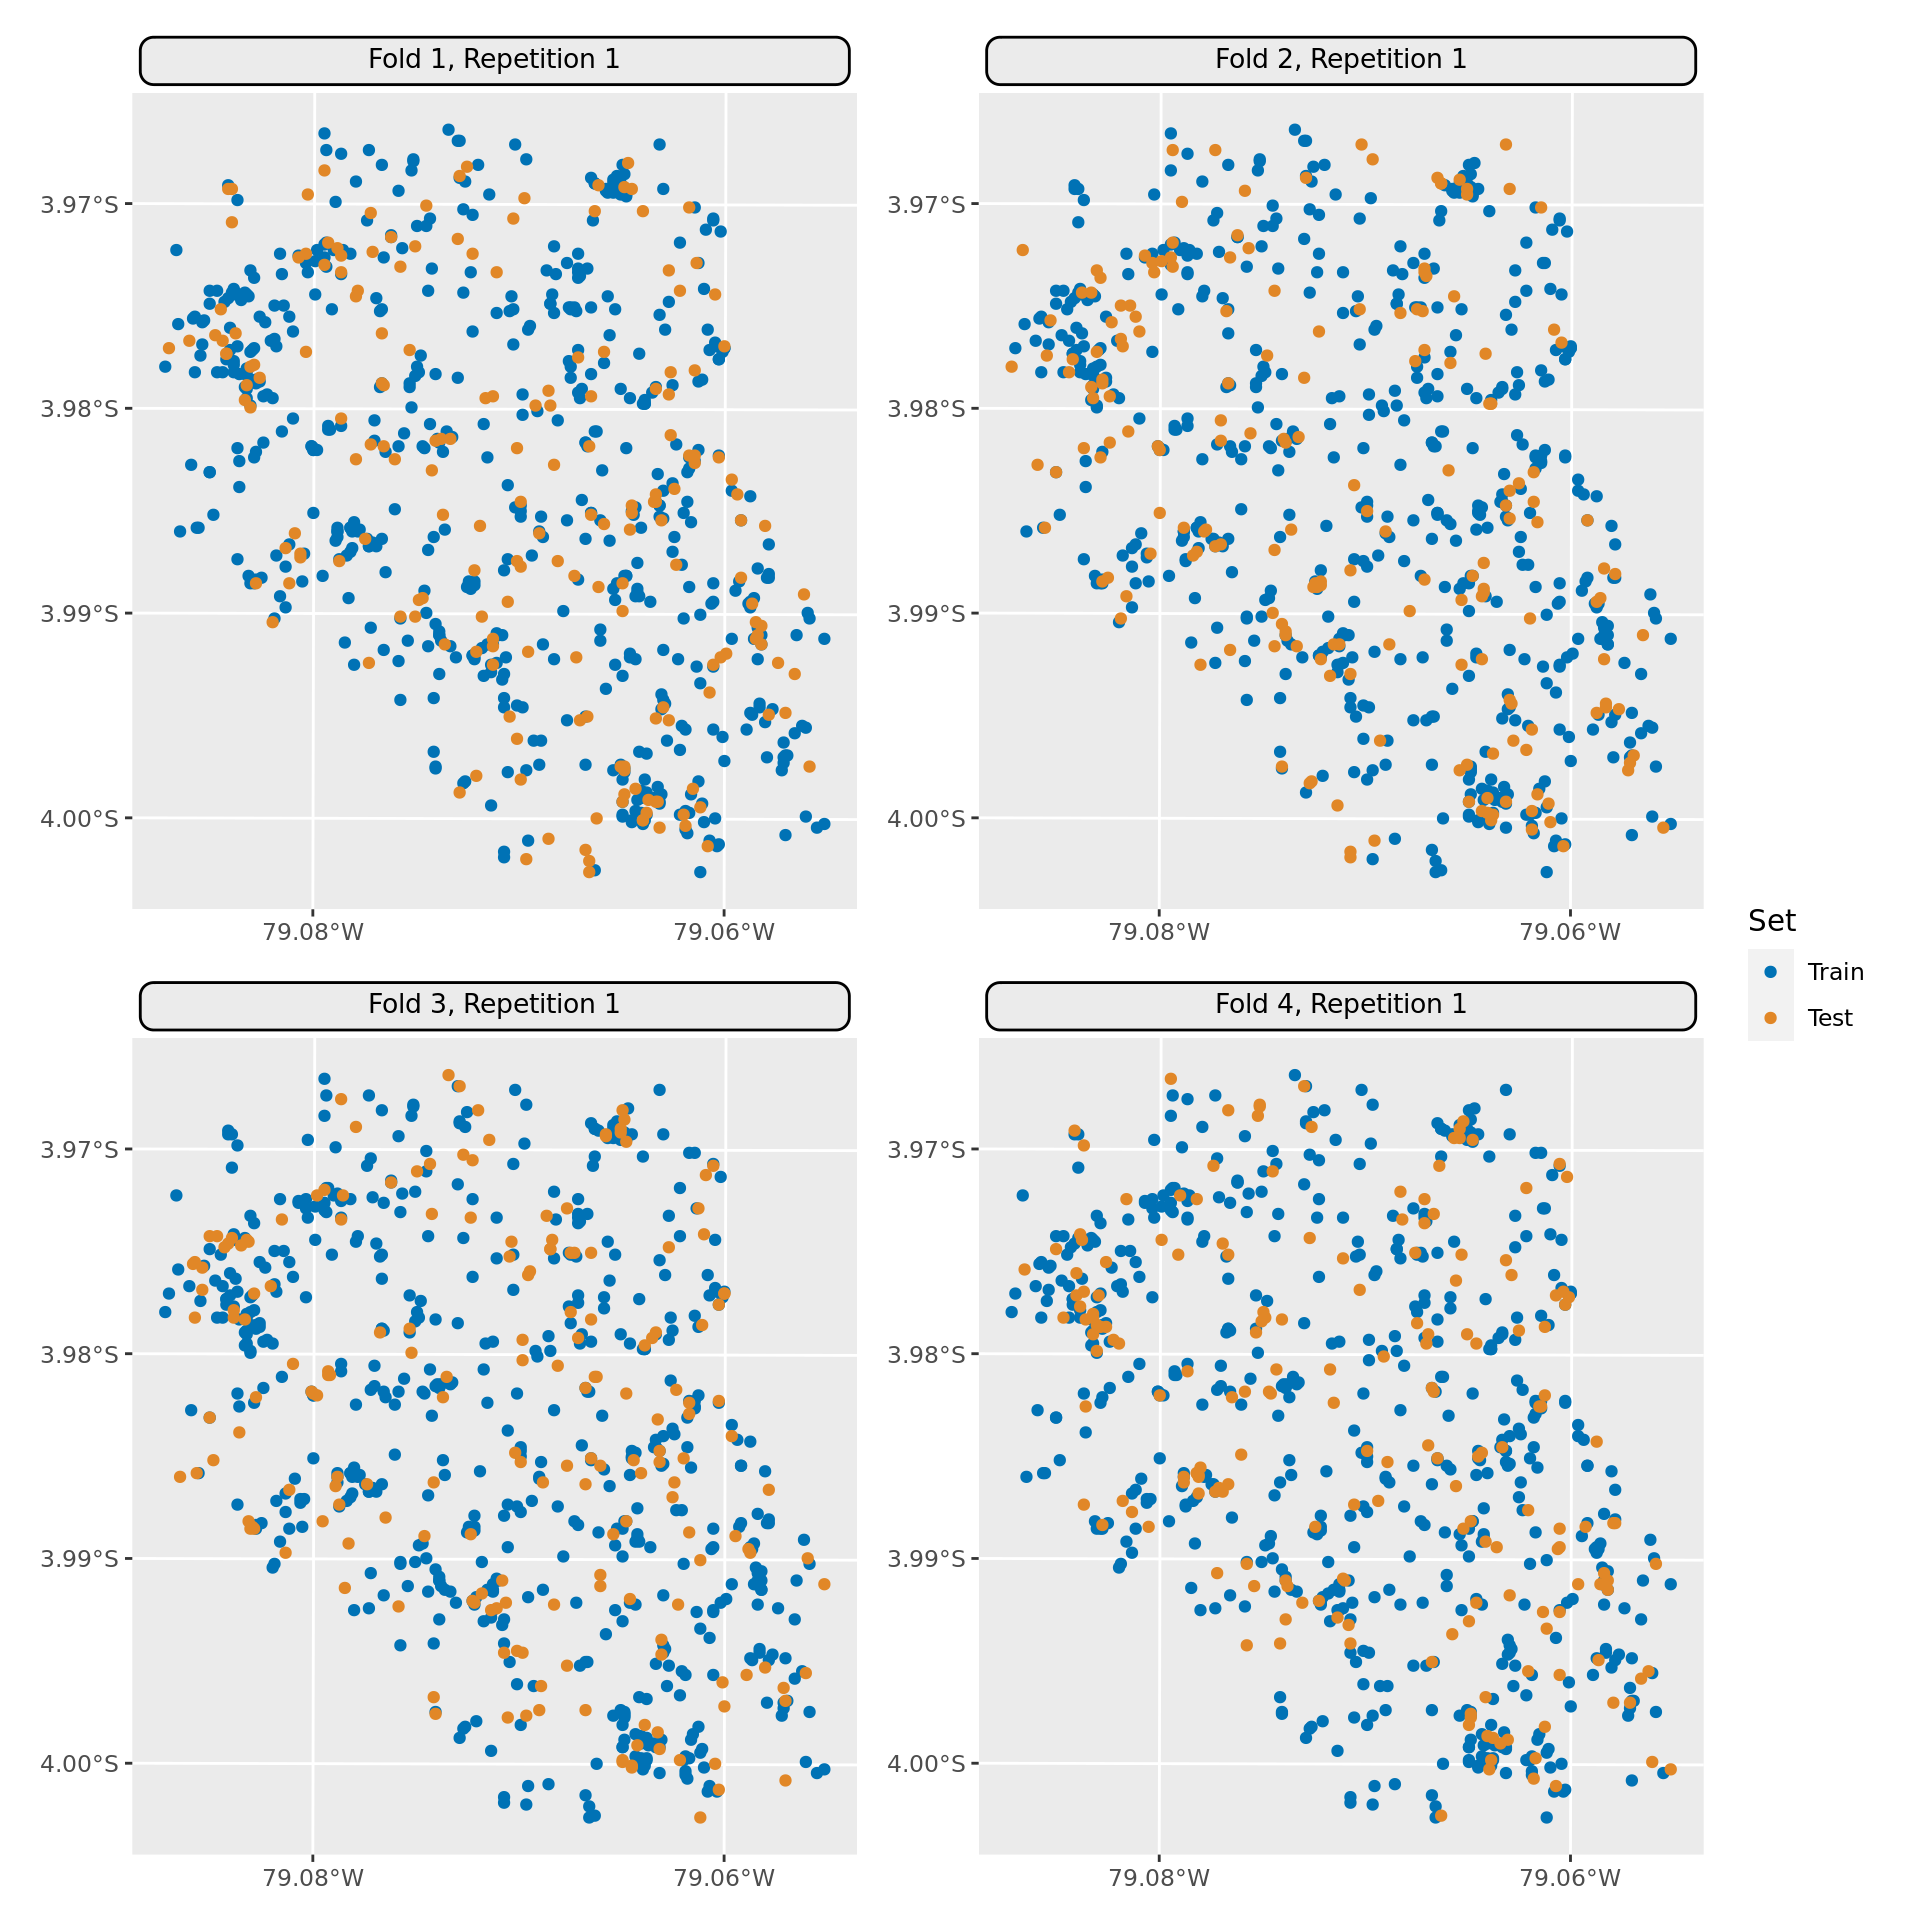 Fold 1, Repetition 1
Fold 2, Repetition 1
3.97°S
3.98°S
3.99°S
4.00°S
79.08°W
79.06°W
3.97°S
3.98°S
3.99°S
4.00°S
79.08°W
79.06°W
Set
Train
Test
Fold 3, Repetition 1
Fold 4, Repetition 1
3.97°S
3.98°S
3.99°S
4.00°S
79.08°W
79.06°W
3.97°S
3.98°S
3.99°S
4.00°S
79.08°W
79.06°W